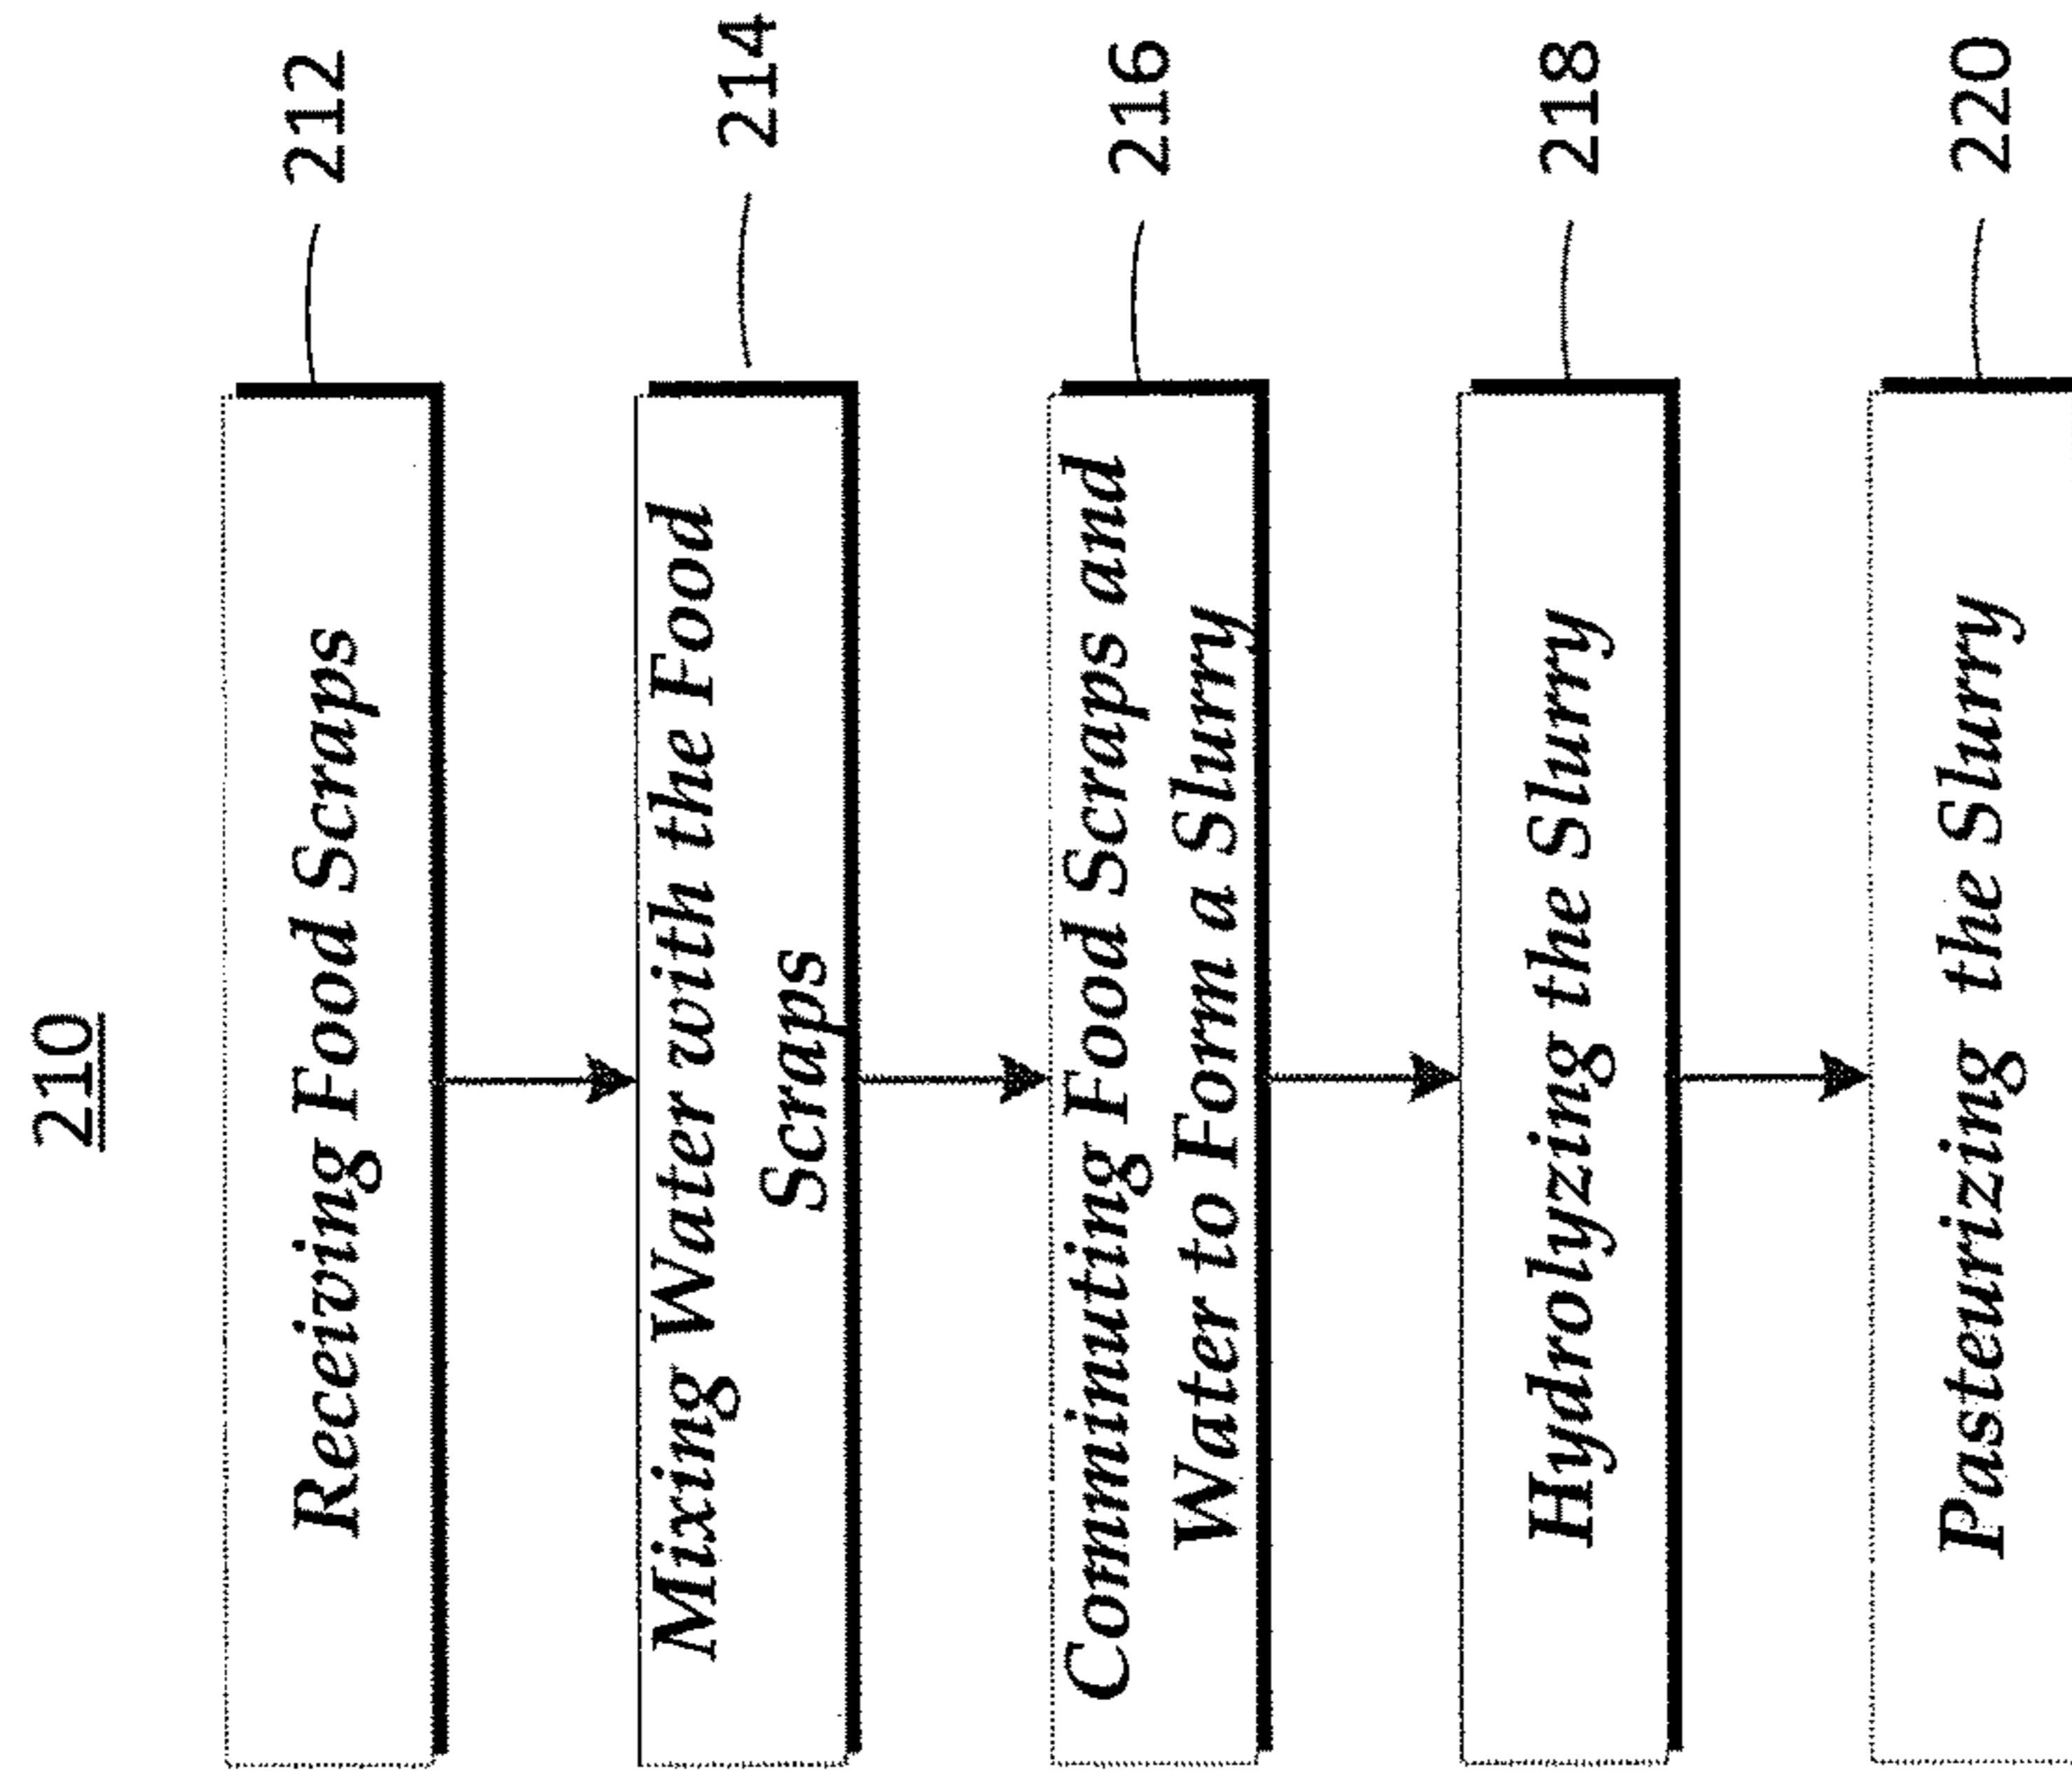 210
Receiving Food Scraps
212
Mixing Water with the Food
Scraps
214
Comminuting Food Scraps and
Water to Form a Slurry
216
Hydrolyzing the Slurry
218
Pasteurizing the Slurry
220